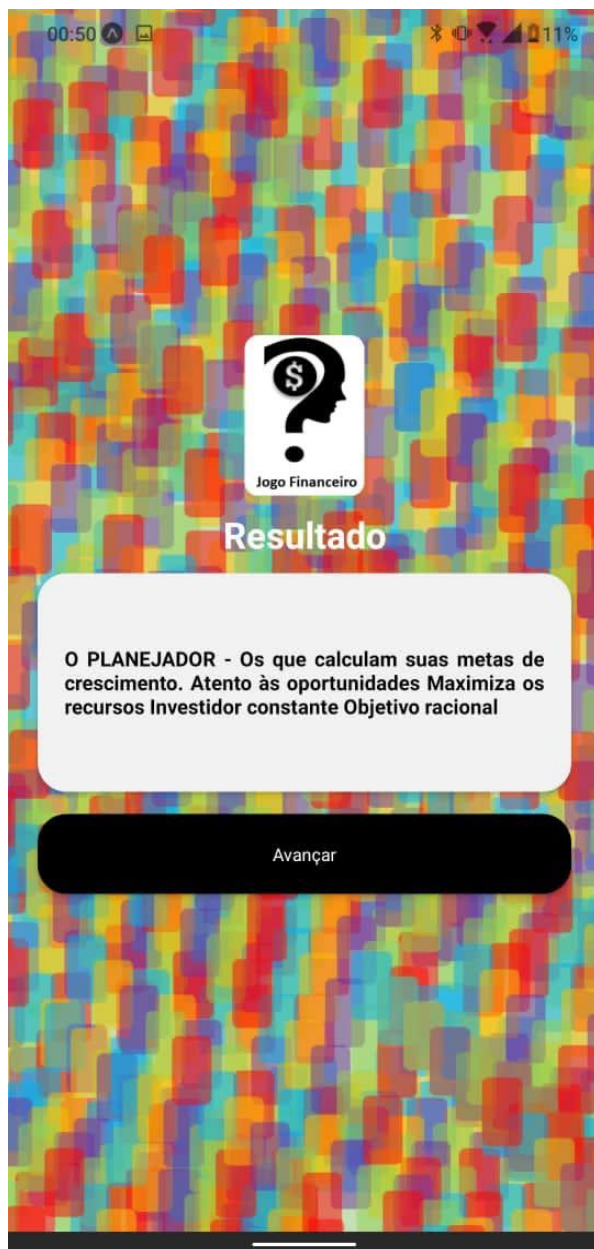 00:50
11%
$
Jogo Financeiro
Resultado
O PLANEJADOR - Os que calculam suas metas de
crescimento. Atento às oportunidades Maximiza os
recursos Investidor constante Objetivo racional
Avançar